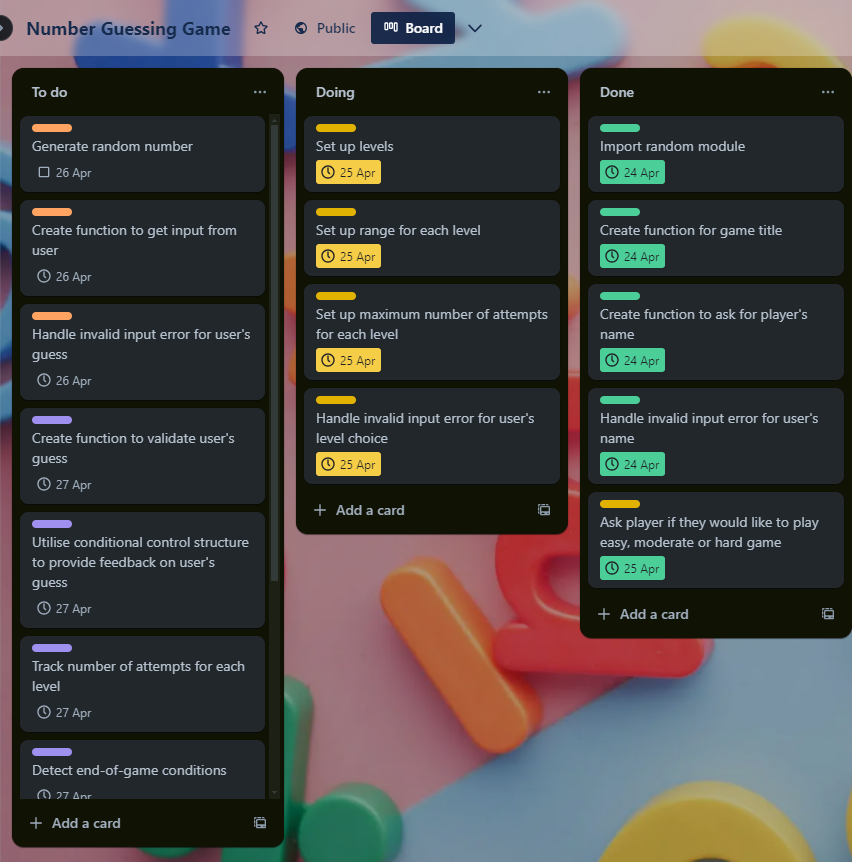 Number Guessing Game
Public
Board
To do
Generate random number
26 Apr
Create function to get input from
user
26 Apr
Handle invalid input error for user's
guess
26 Apr
Create function to validate user's
guess
27 Apr
Utilise conditional control structure
to provide feedback on user's
guess
27 Apr
Track number of attempts for each
level
27 Apr
Detect end-of-game conditions
27 Apr
Add a card
Doing
Set up levels
25 Apr
Set up range for each level
25 Apr
Set up maximum number of attempts
for each level
25 Apr
Handle invalid input error for user's
level choice
25 Apr
Add a card
Done
Import random module
24 Apr
Create function for game title
24 Apr
Create function to ask for player's
name
24 Apr
Handle invalid input error for user's
name
24 Apr
Ask player if they would like to play
easy, moderate or hard game
25 Apr
Add a card